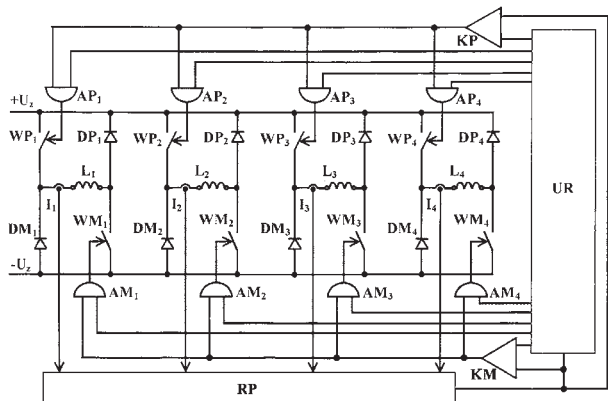 KP
AP1 AP2 AP3 AP4
+Uz
WP1 DP1 WP2 DP2 WP3 DP3 WP4 DP4
L1 L2 L3 L4
UR
I1 I2 I3 I4
WM1 WM2 WM3 WM4
DM1 DM2 DM3 DM4
-Uz
AM1 AM2 AM3 AM4
KM
RP